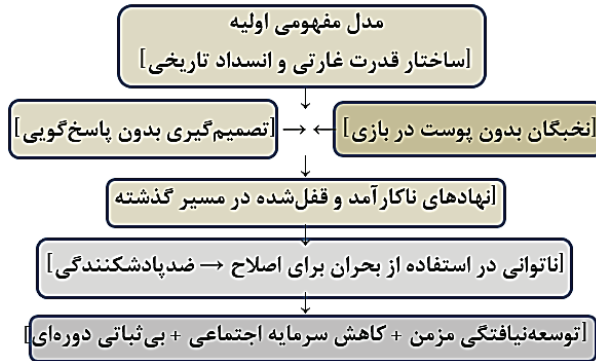 مدل مفهومی اولیه
[ساختار قدرت غارتی و انسداد تاریخی]
↓
[نخبگان بدون پوست در بازی] ← → [تصمیم‌گیری بدون پاسخ‌گویی]
↓
[نهادهای ناکارآمد و قفل‌شده در مسیر گذشته
↓
[ناتوانی در استفاده از بحران برای اصلاح → ضدپادشکنندگی]
↓
[توسعه‌نیافتگی مزمن + کاهش سرمایه اجتماعی + بی‌ثباتی دوره‌ای]